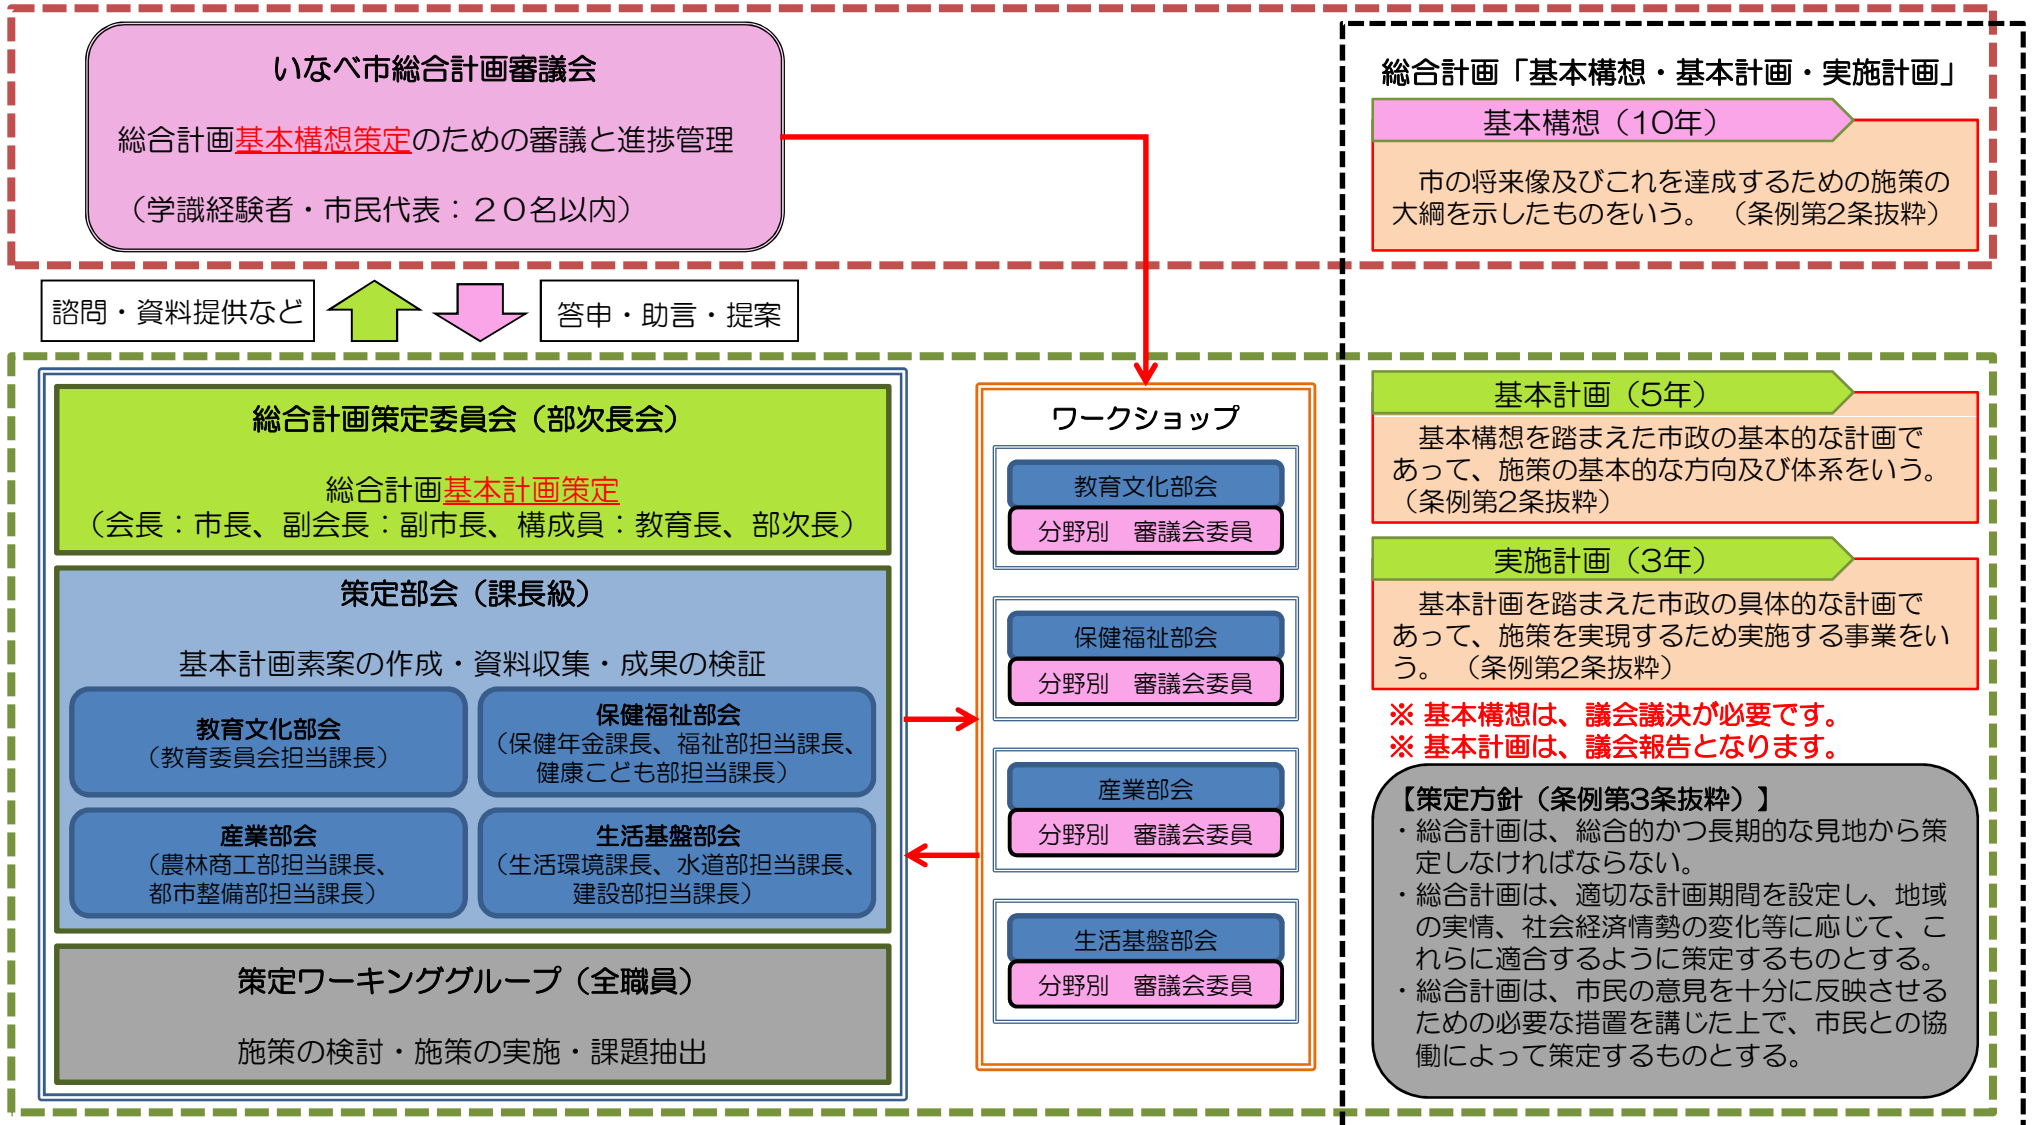 いなべ市総合計画審議会
総合計画基本構想策定のための審議と進捗管理
（学識経験者・市民代表：２０名以内）
諮問・資料提供など
答申・助言・提案
総合計画策定委員会（部次長会）
総合計画基本計画策定
（会長：市長、副会長：副市長、構成員：教育長、部次長）
策定部会（課長級）
基本計画素案の作成・資料収集・成果の検証
教育文化部会
（教育委員会担当課長）
保健福祉部会
（保健年金課長、福祉部担当課長、
健康こども部担当課長）
産業部会
（農林商工部担当課長、
都市整備部担当課長）
生活基盤部会
（生活環境課長、水道部担当課長、
建設部担当課長）
策定ワーキンググループ（全職員）
施策の検討・施策の実施・課題抽出
ワークショップ
教育文化部会
分野別　審議会委員
保健福祉部会
分野別　審議会委員
産業部会
分野別　審議会委員
生活基盤部会
分野別　審議会委員
総合計画「基本構想・基本計画・実施計画」
基本構想（10年）
市の将来像及びこれを達成するための施策の
大綱を示したものをいう。　（条例第2条抜粋）
基本計画（5年）
基本構想を踏まえた市政の基本的な計画で
あって、施策の基本的な方向及び体系をいう。
（条例第2条抜粋）
実施計画（3年）
基本計画を踏まえた市政の具体的な計画で
あって、施策を実現するため実施する事業をい
う。　（条例第2条抜粋）
※ 基本構想は、議会議決が必要です。
※ 基本計画は、議会報告となります。
【策定方針（条例第3条抜粋）】
・総合計画は、総合的かつ長期的な見地から策
定しなければならない。
・総合計画は、適切な計画期間を設定し、地域
の実情、社会経済情勢の変化等に応じて、こ
れらに適合するように策定するものとする。
・総合計画は、市民の意見を十分に反映させる
ための必要な措置を講じた上で、市民との協
働によって策定するものとする。